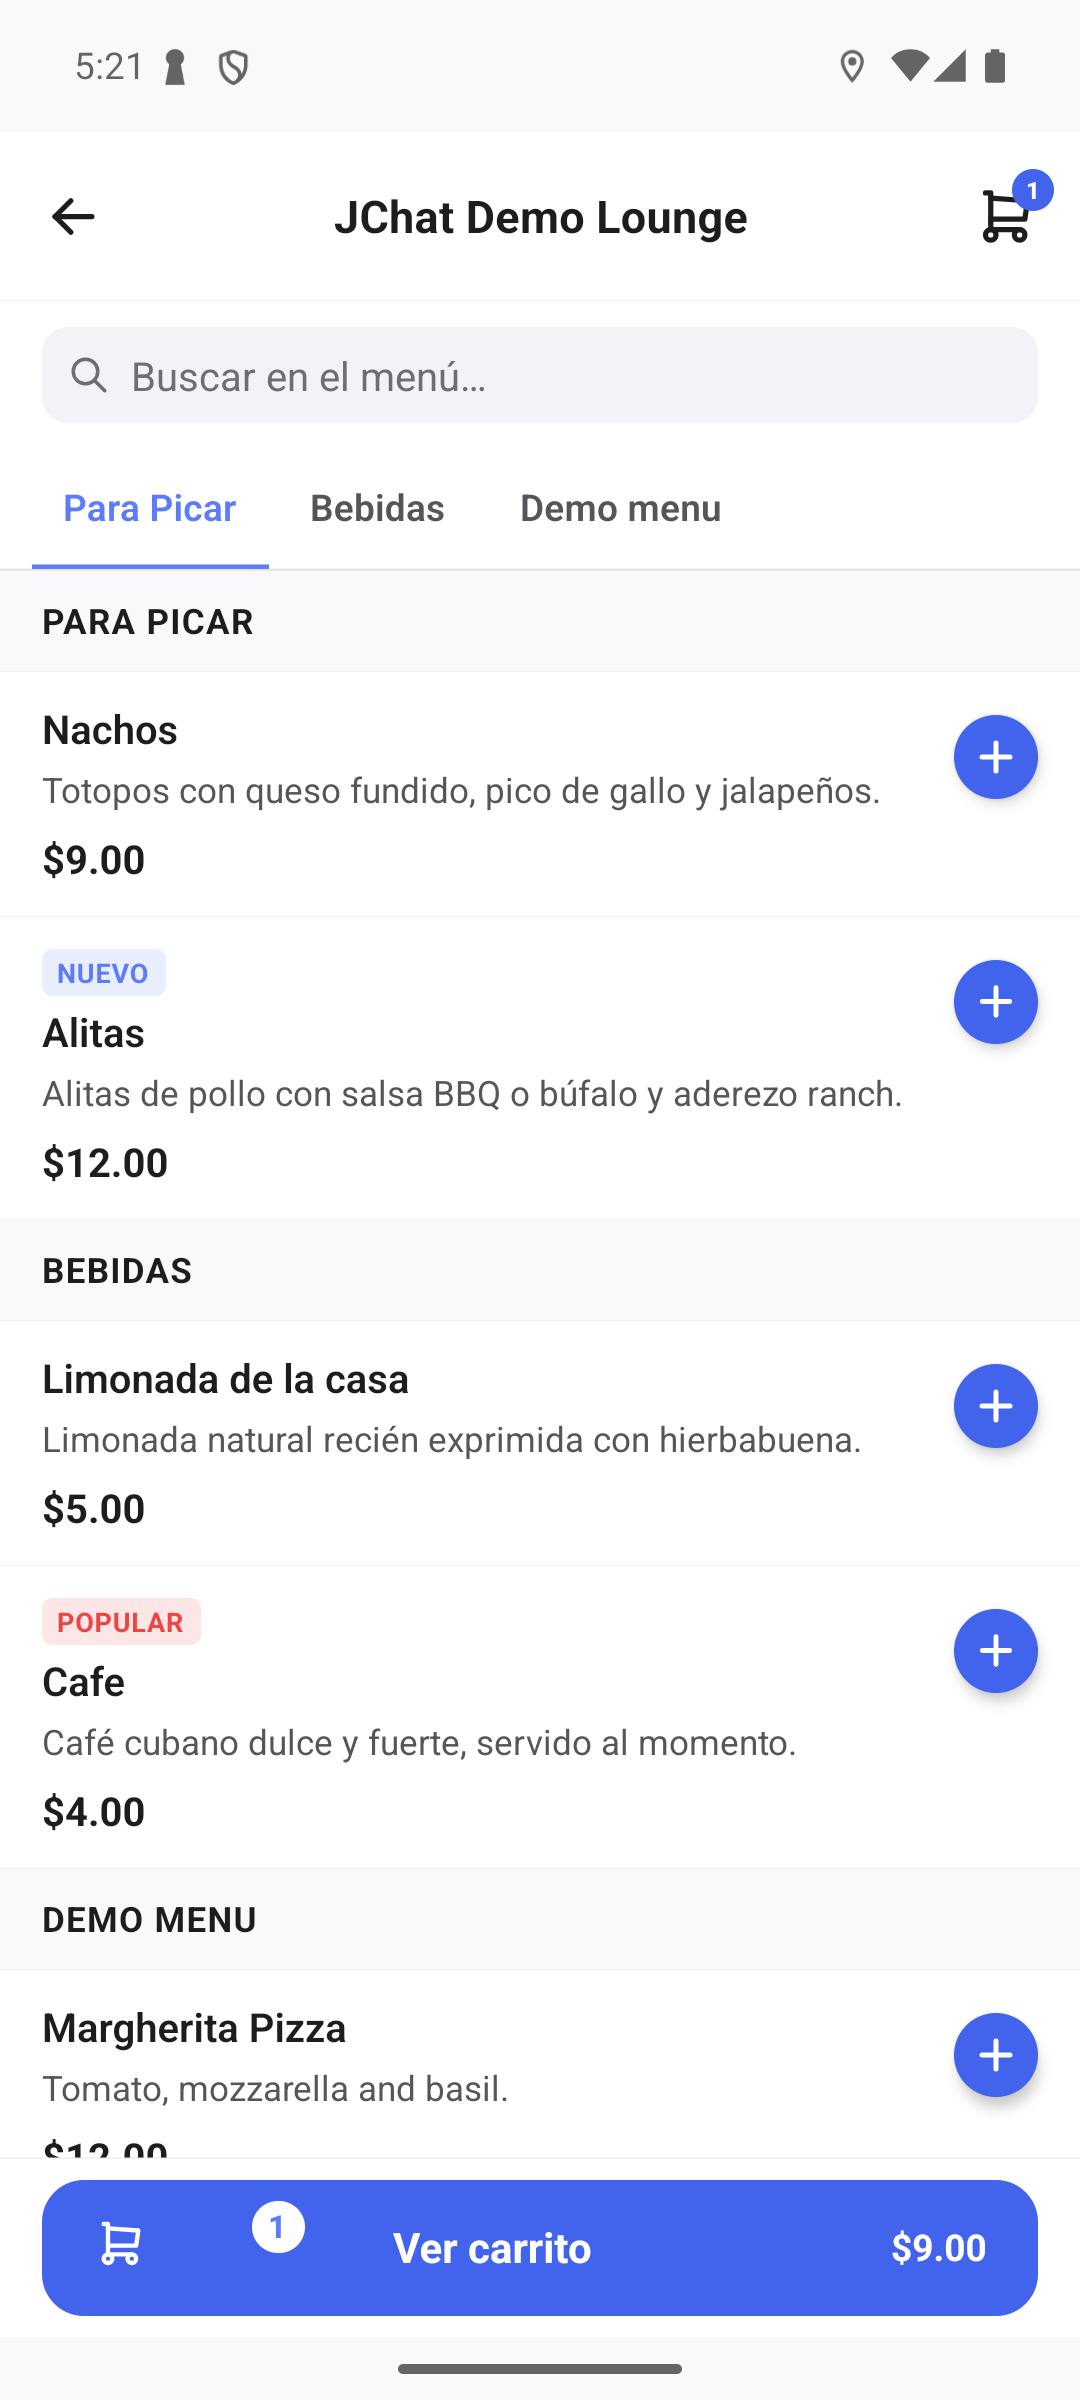 5:21
JChat Demo Lounge
1
Buscar en el menú...
Para Picar
Bebidas
Demo menu
PARA PICAR
Nachos
Totopos con queso fundido, pico de gallo y jalapeños.
$9.00
NUEVO
Alitas
Alitas de pollo con salsa BBQ o búfalo y aderezo ranch.
$12.00
BEBIDAS
Limonada de la casa
Limonada natural recién exprimida con hierbabuena.
$5.00
POPULAR
Cafe
Café cubano dulce y fuerte, servido al momento.
$4.00
DEMO MENU
Margherita Pizza
Tomato, mozzarella and basil.
$12.00
1
Ver carrito
$9.00